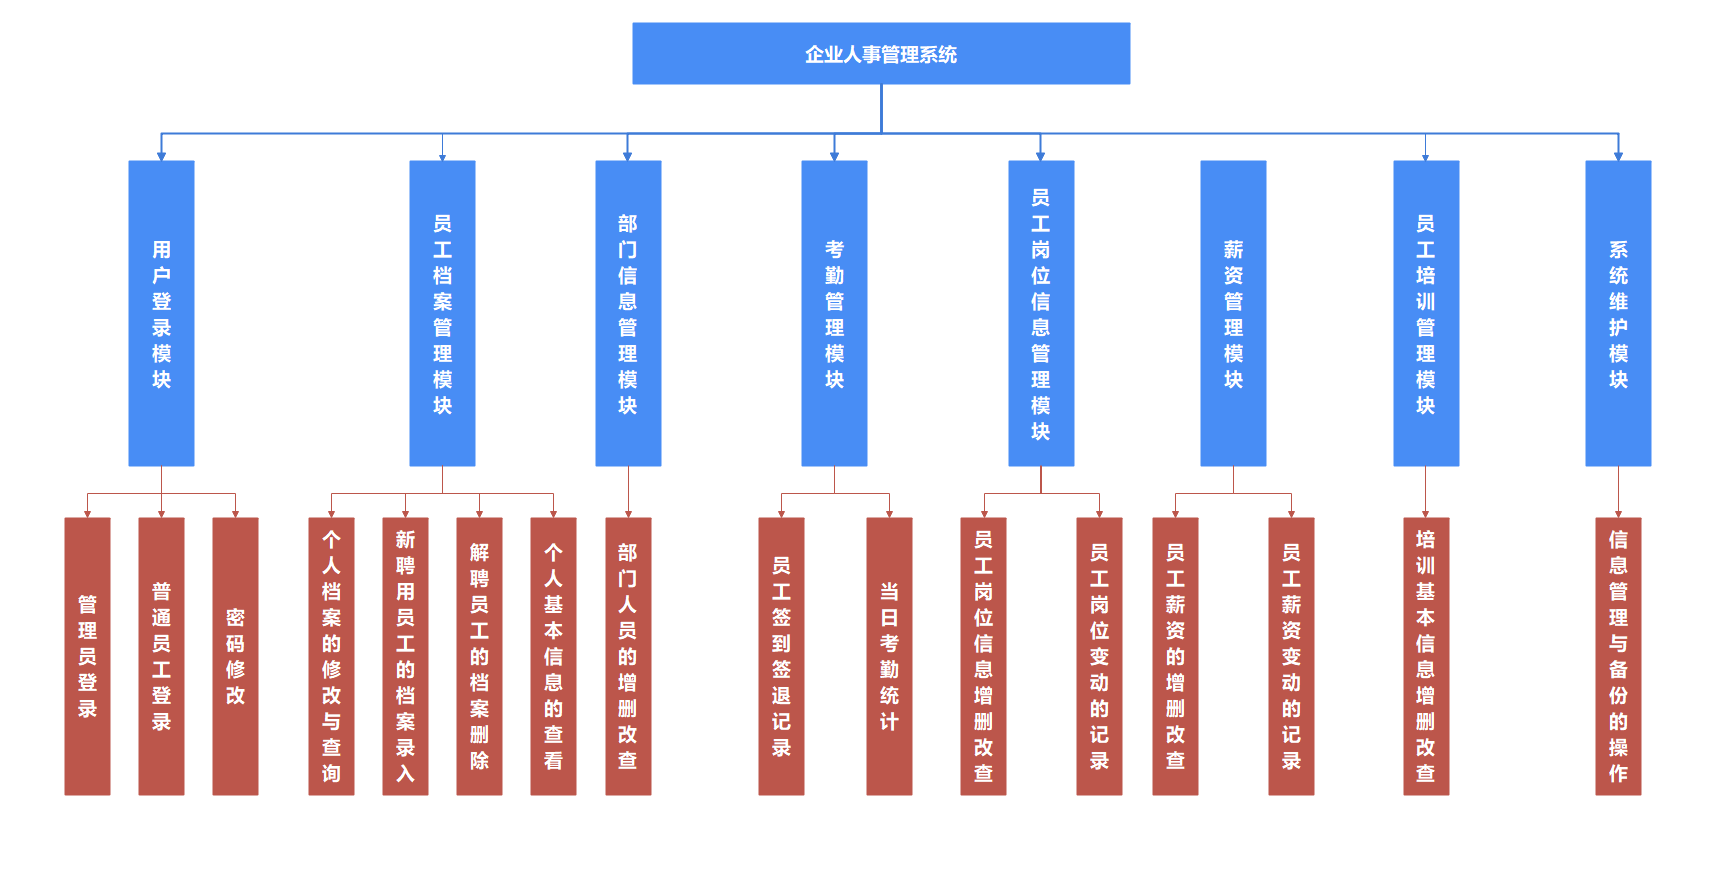 企业人事管理系统
用户登录模块
员工档案管理模块
部门信息管理模块
考勤管理模块
员工岗位信息管理模块
薪资管理模块
员工培训管理模块
系统维护模块
管理员登录
普通员工登录
密码修改
个人档案的修改与查询
新聘用员工的档案录入
解聘员工的档案删除
个人基本信息的查看
部门人员的增删改查
员工签到签退记录
当日考勤统计
员工岗位信息增删改查
员工岗位变动的记录
员工薪资的增删改查
员工薪资变动的记录
培训基本信息增删改查
信息管理与备份的操作